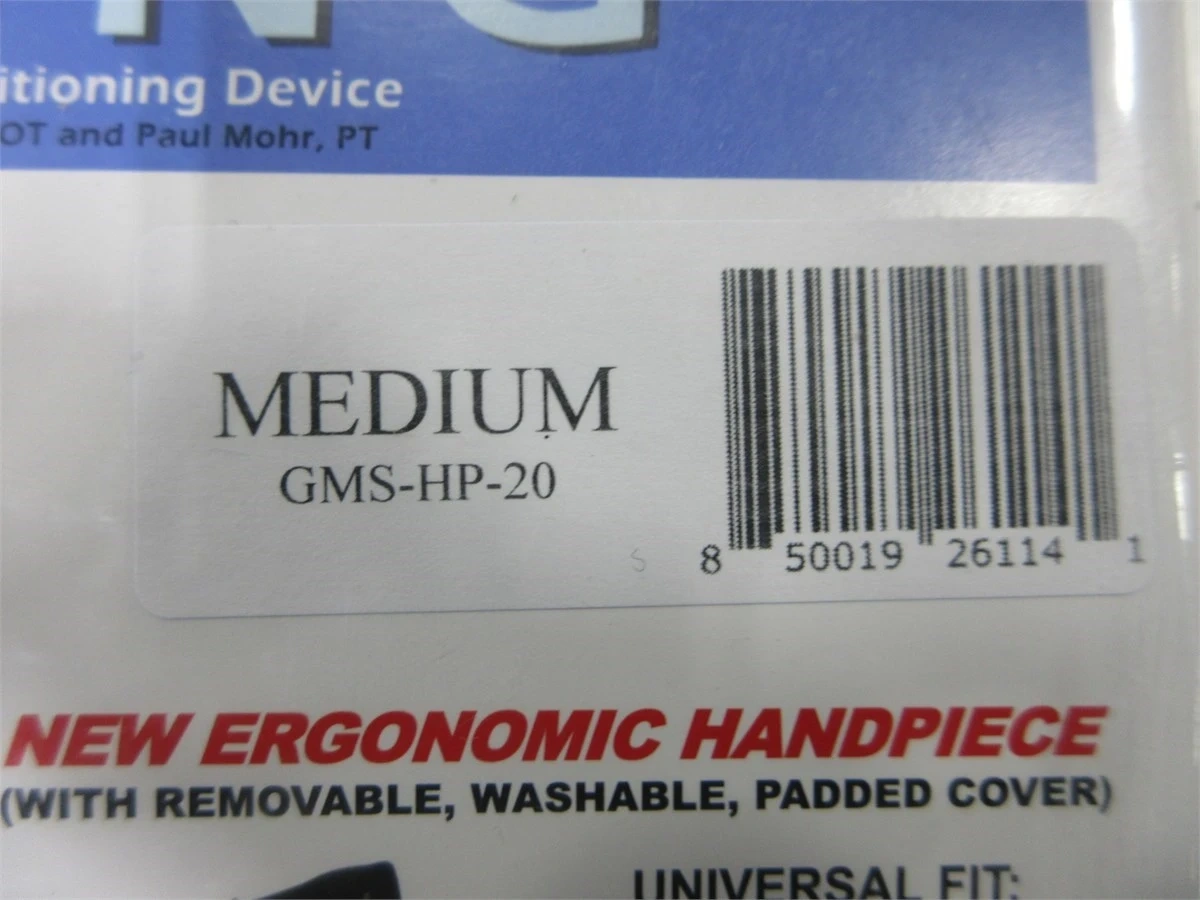 NG
itioning Device
OT and Paul Mohr, PT
MEDIUM
GMS-HP-20
8 50019 26114 1
NEW ERGONOMIC HANDPIECE
(WITH REMOVABLE, WASHABLE, PADDED COVER)
UNIVERSAL FIT: